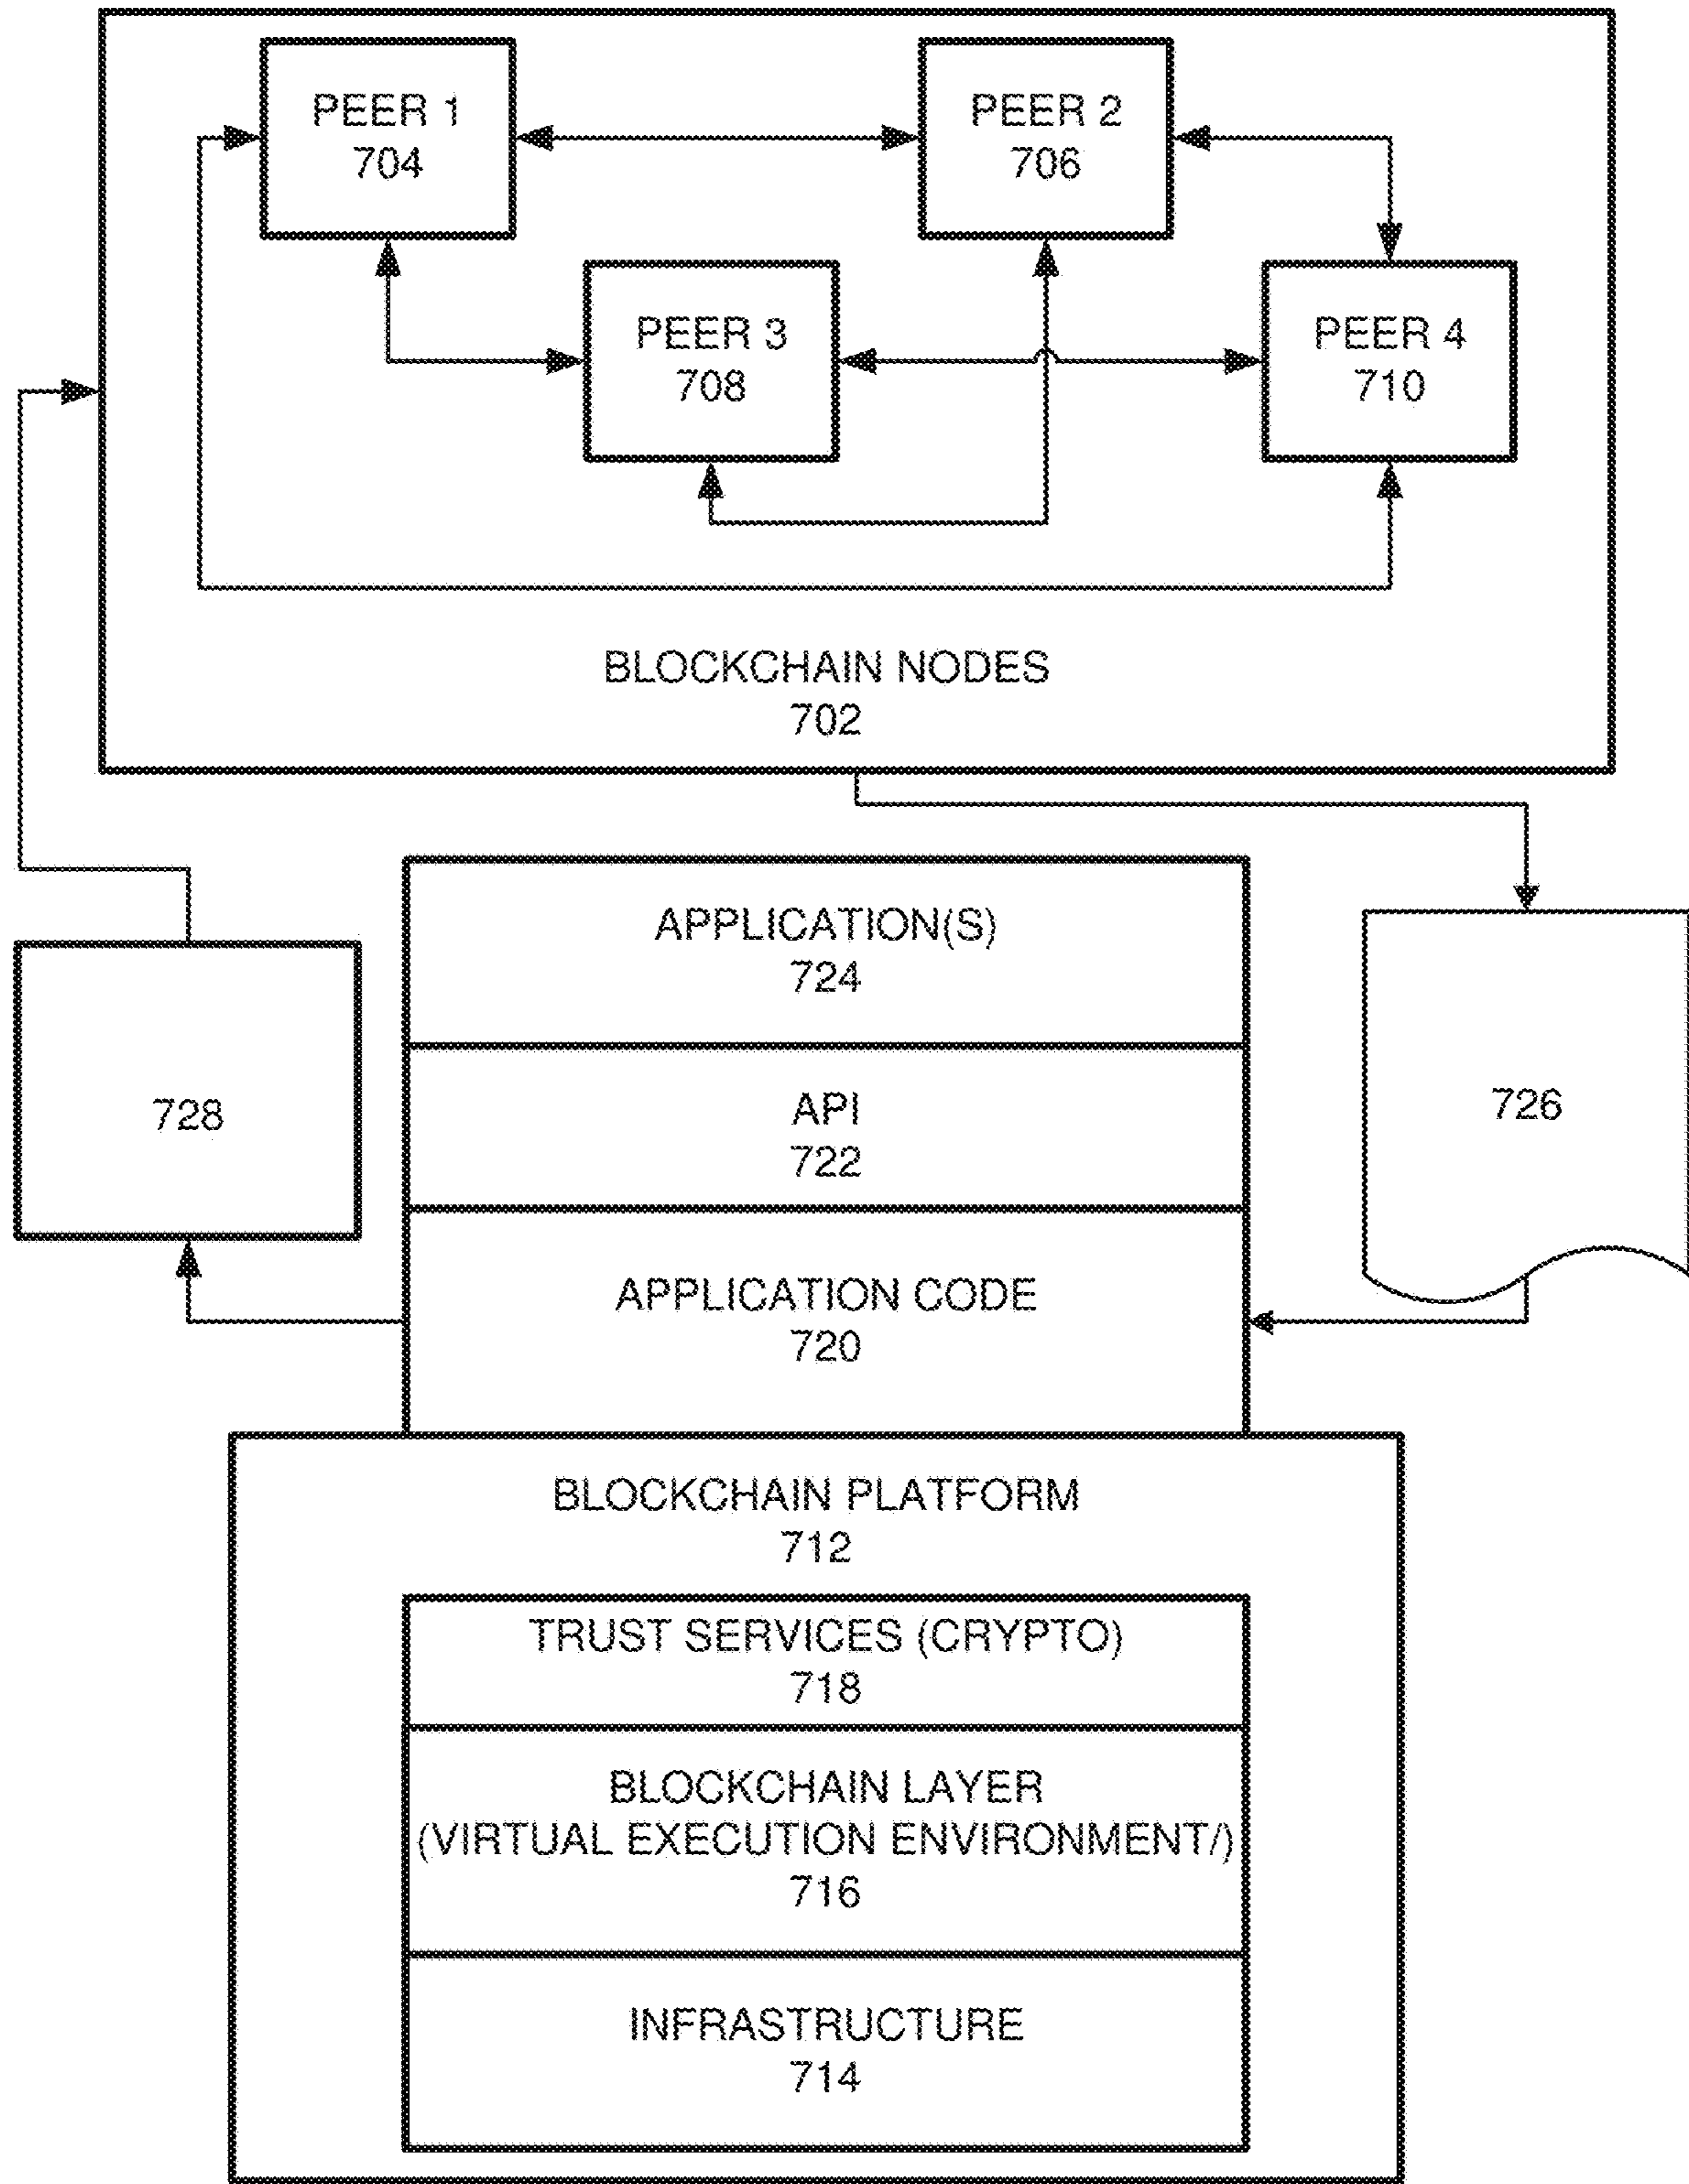 PEER 1
704
PEER 2
706
PEER 3
708
PEER 4
710
BLOCKCHAIN NODES
702
APPLICATION(S)
724
API
722
728
726
APPLICATION CODE
720
BLOCKCHAIN PLATFORM
712
TRUST SERVICES (CRYPTO)
718
BLOCKCHAIN LAYER
(VIRTUAL EXECUTION ENVIRONMENT/)
716
INFRASTRUCTURE
714